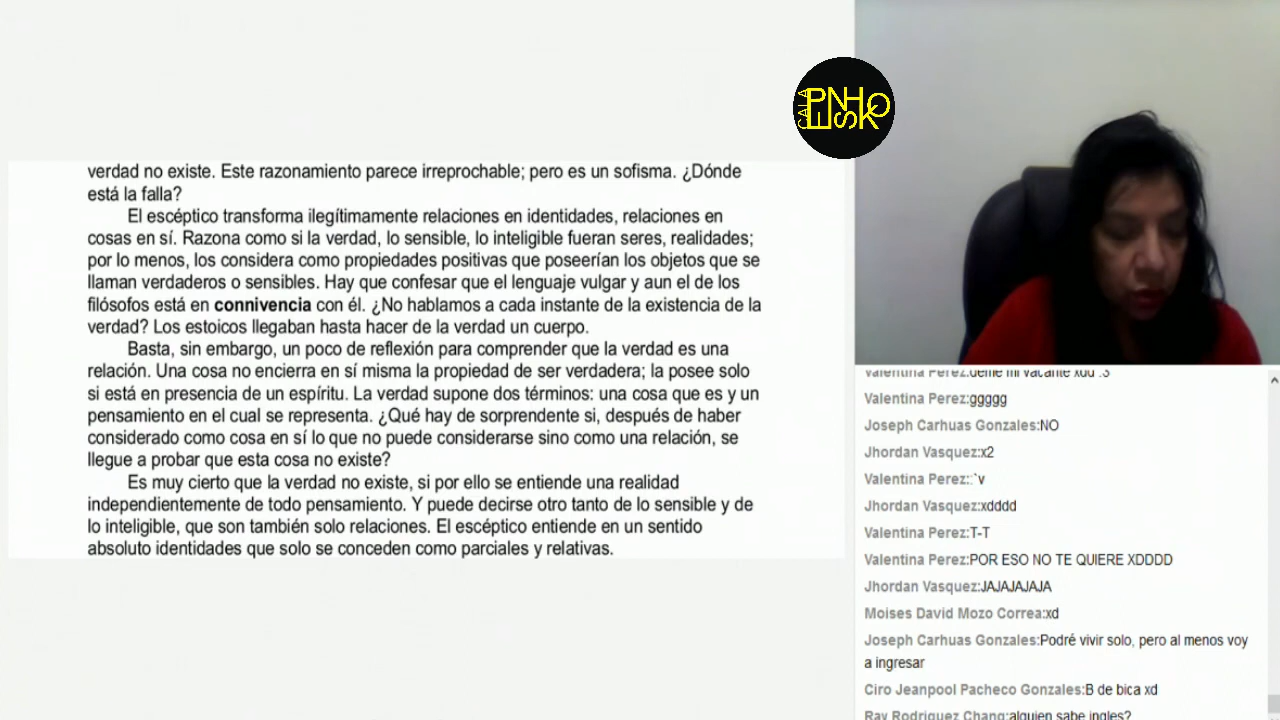 verdad no existe. Este razonamiento parece irreprochable; pero es un sofisma. ¿Dónde
está la falla?
El escéptico transforma ilegítimamente relaciones en identidades, relaciones en
cosas en sí. Razona como si la verdad, lo sensible, lo inteligible fueran seres, realidades;
por lo menos, los considera como propiedades positivas que poseerían los objetos que se
llaman verdaderos o sensibles. Hay que confesar que el lenguaje vulgar y aun el de los
filósofos está en connivencia con él. ¿No hablamos a cada instante de la existencia de la
verdad? Los estoicos llegaban hasta hacer de la verdad un cuerpo.
Basta, sin embargo, un poco de reflexión para comprender que la verdad es una
relación. Una cosa no encierra en sí misma la propiedad de ser verdadera; la posee solo
si está en presencia de un espíritu. La verdad supone dos términos: una cosa que es y un
pensamiento en el cual se representa. ¿Qué hay de sorprendente si, después de haber
considerado como cosa en sí lo que no puede considerarse sino como una relación, se
llegue a probar que esta cosa no existe?
Es muy cierto que la verdad no existe, si por ello se entiende una realidad
independientemente de todo pensamiento. Y puede decirse otro tanto de lo sensible y de
lo inteligible, que son también solo relaciones. El escéptico entiende en un sentido
absoluto identidades que solo se conceden como parciales y relativas.
CALA
Valentina Perez:deme mi vacante xdd :3
Valentina Perez:ggggg
Joseph Carhuas Gonzales:NO
Jhordan Vasquez:x2
Valentina Perez::`v
Jhordan Vasquez:xdddd
Valentina Perez:T-T
Valentina Perez:POR ESO NO TE QUIERE XDDDD
Jhordan Vasquez:JAJAJAJAJA
Moises David Mozo Correa:xd
Joseph Carhuas Gonzales:Podré vivir solo, pero al menos voy
a ingresar
Ciro Jeanpool Pacheco Gonzales:B de bica xd
Ray Rodriguez Chang:alguien sabe ingles?